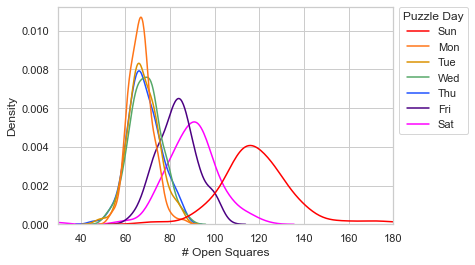 Puzzle Day
Sun
Mon
Tue
Wed
Thu
Fri
Sat
Density
0.010
0.008
0.006
0.004
0.002
0.000
40 60 80 100 120 140 160 180
# Open Squares